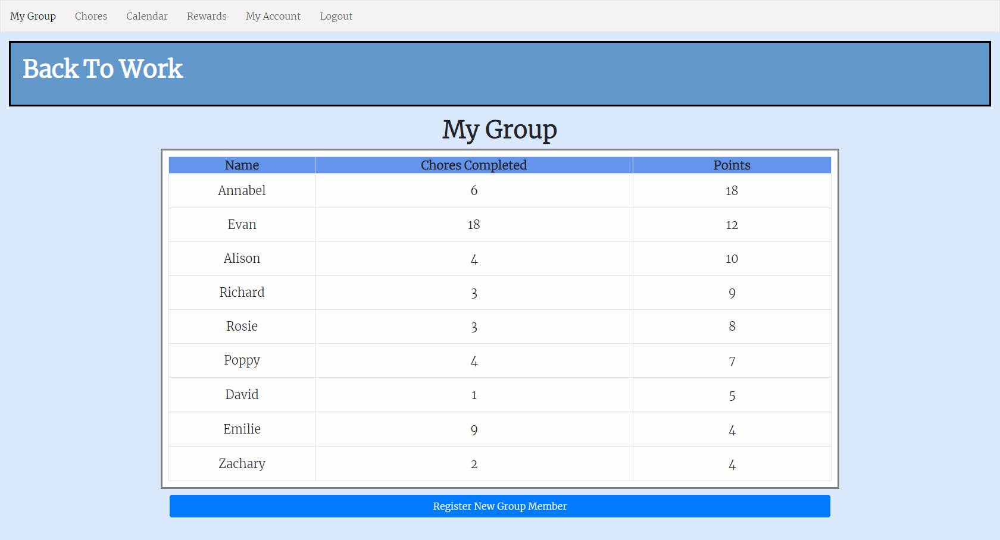 My Group Chores Calendar Rewards My Account Logout
Back To Work
My Group
Name Chores Completed Points
Annabel 6 18
Evan 18 12
Alison 4 10
Richard 3 9
Rosie 3 8
Poppy 4 7
David 1 5
Emilie 9 4
Zachary 2 4
Register New Group Member